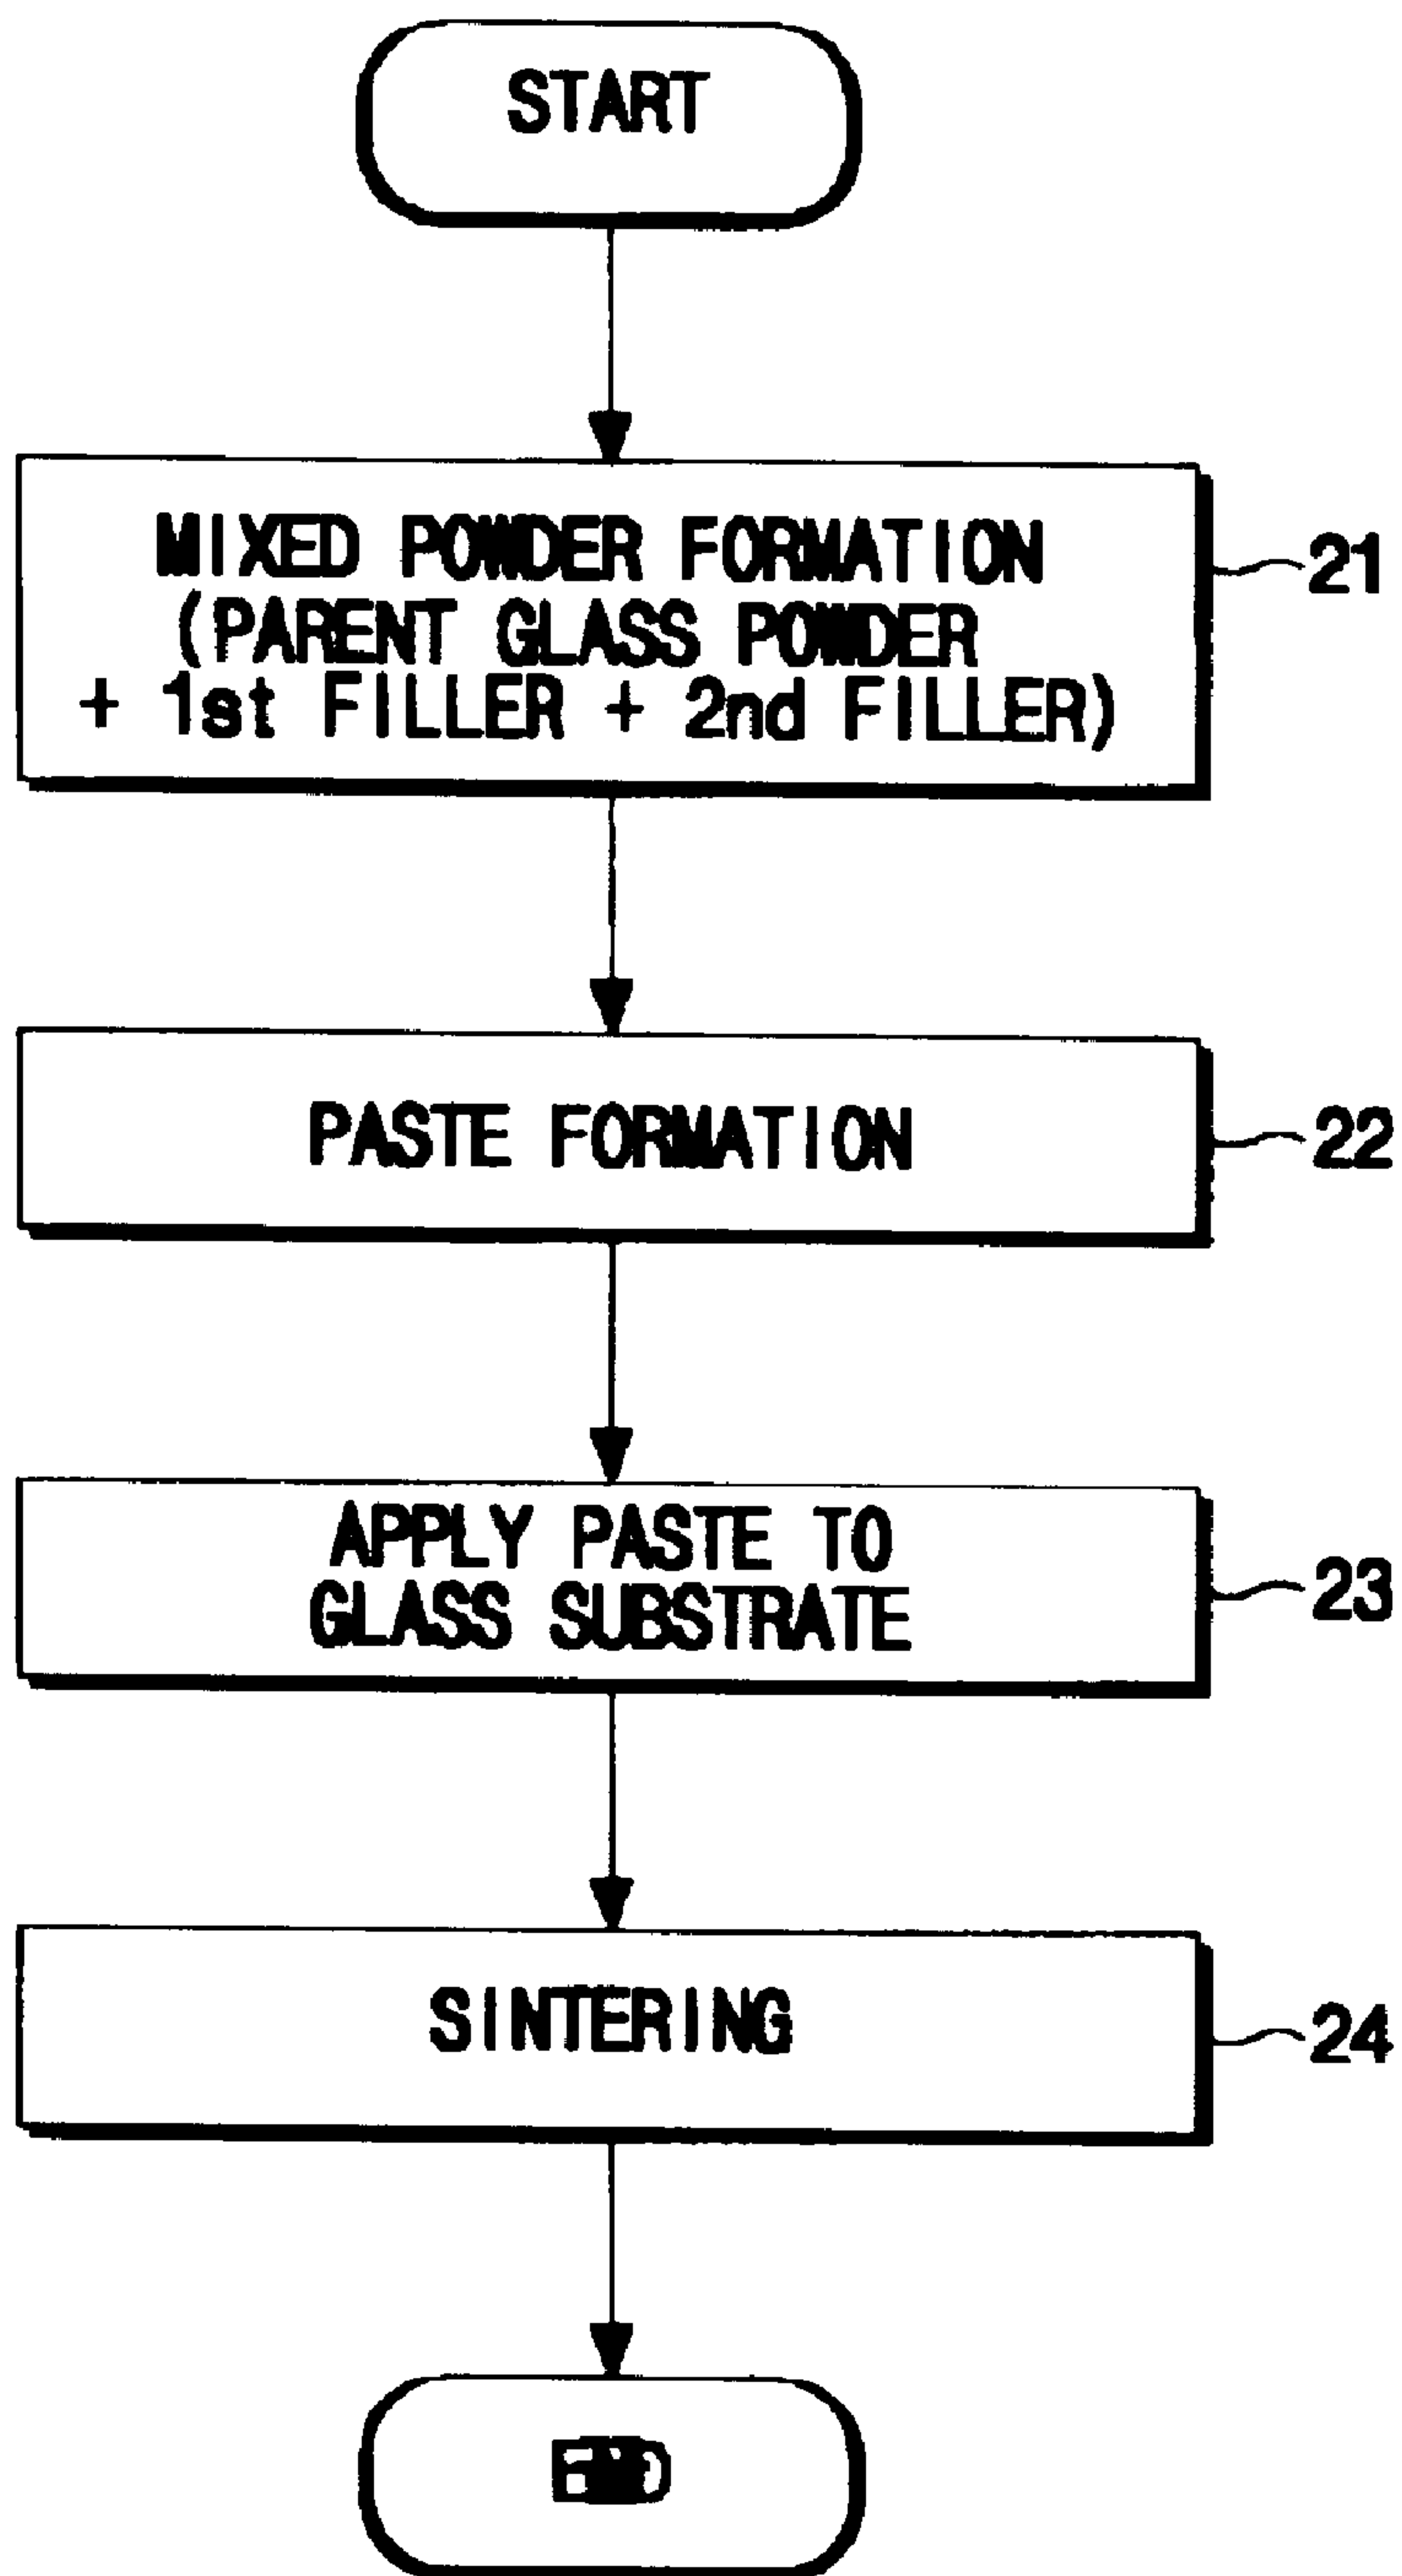 START
MIXED POWDER FORMATION
(PARENT GLASS POWDER
+ 1st FILLER + 2nd FILLER)
21
PASTE FORMATION
22
APPLY PASTE TO
GLASS SUBSTRATE
23
SINTERING
24
END